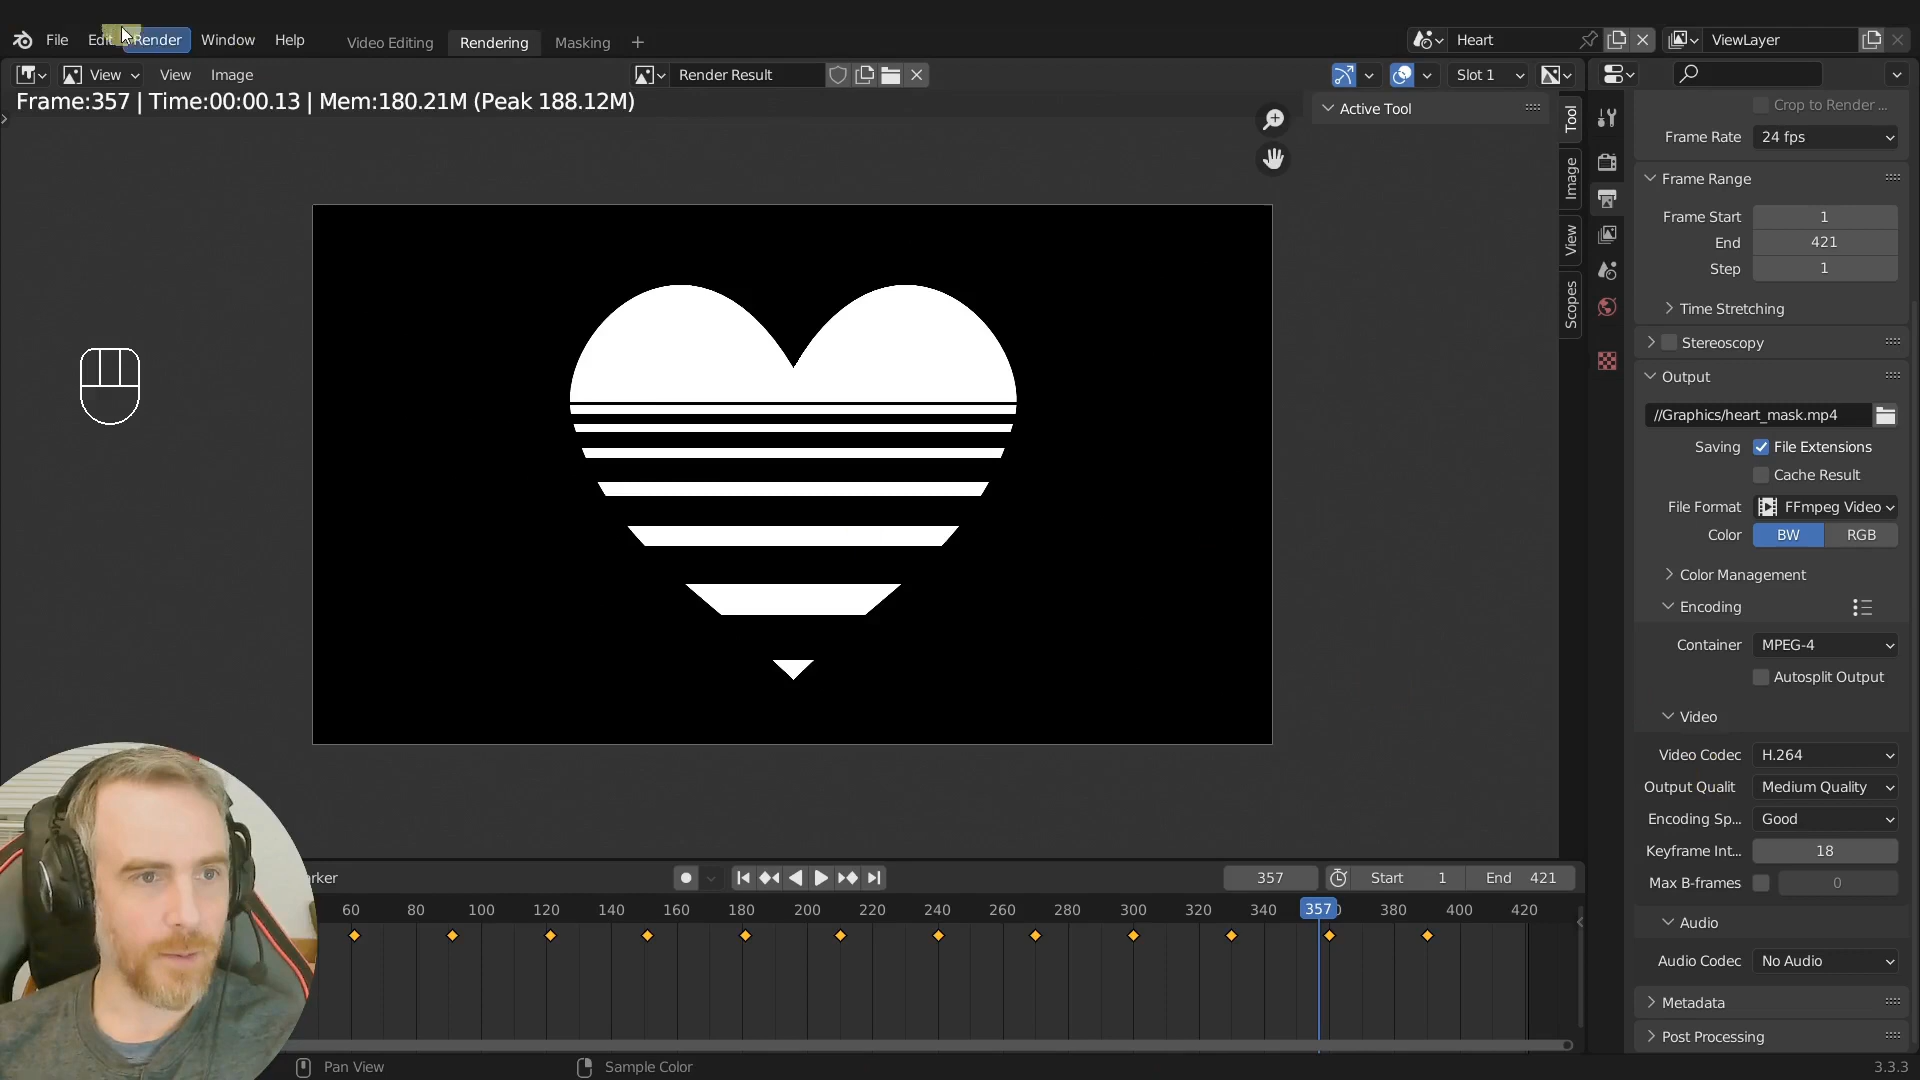 File Edit Render Window Help Video Editing Rendering Masking Heart ViewLayer
View View Image Render Result Slot 1
Frame:357 | Time:00:00.13 | Mem:180.21M (Peak 188.12M)
Active Tool
Tool
Image
View
Scopes
Crop to Render ...
Frame Rate 24 fps
Frame Range
Frame Start 1
End 421
Step 1
Time Stretching
Stereoscopy
Output
//Graphics/heart_mask.mp4
Saving File Extensions
Cache Result
File Format FFmpeg Video
Color BW RGB
Color Management
Encoding
Container MPEG-4
Autosplit Output
Video
Video Codec H.264
Output Qualit Medium Quality
Encoding Sp... Good
Keyframe Int... 18
Max B-frames 0
Audio
Audio Codec No Audio
Metadata
Post Processing
rker 357 Start 1 End 421
60 80 100 120 140 160 180 200 220 240 260 280 300 320 340 357 380 400 420
Pan View Sample Color 3.3.3